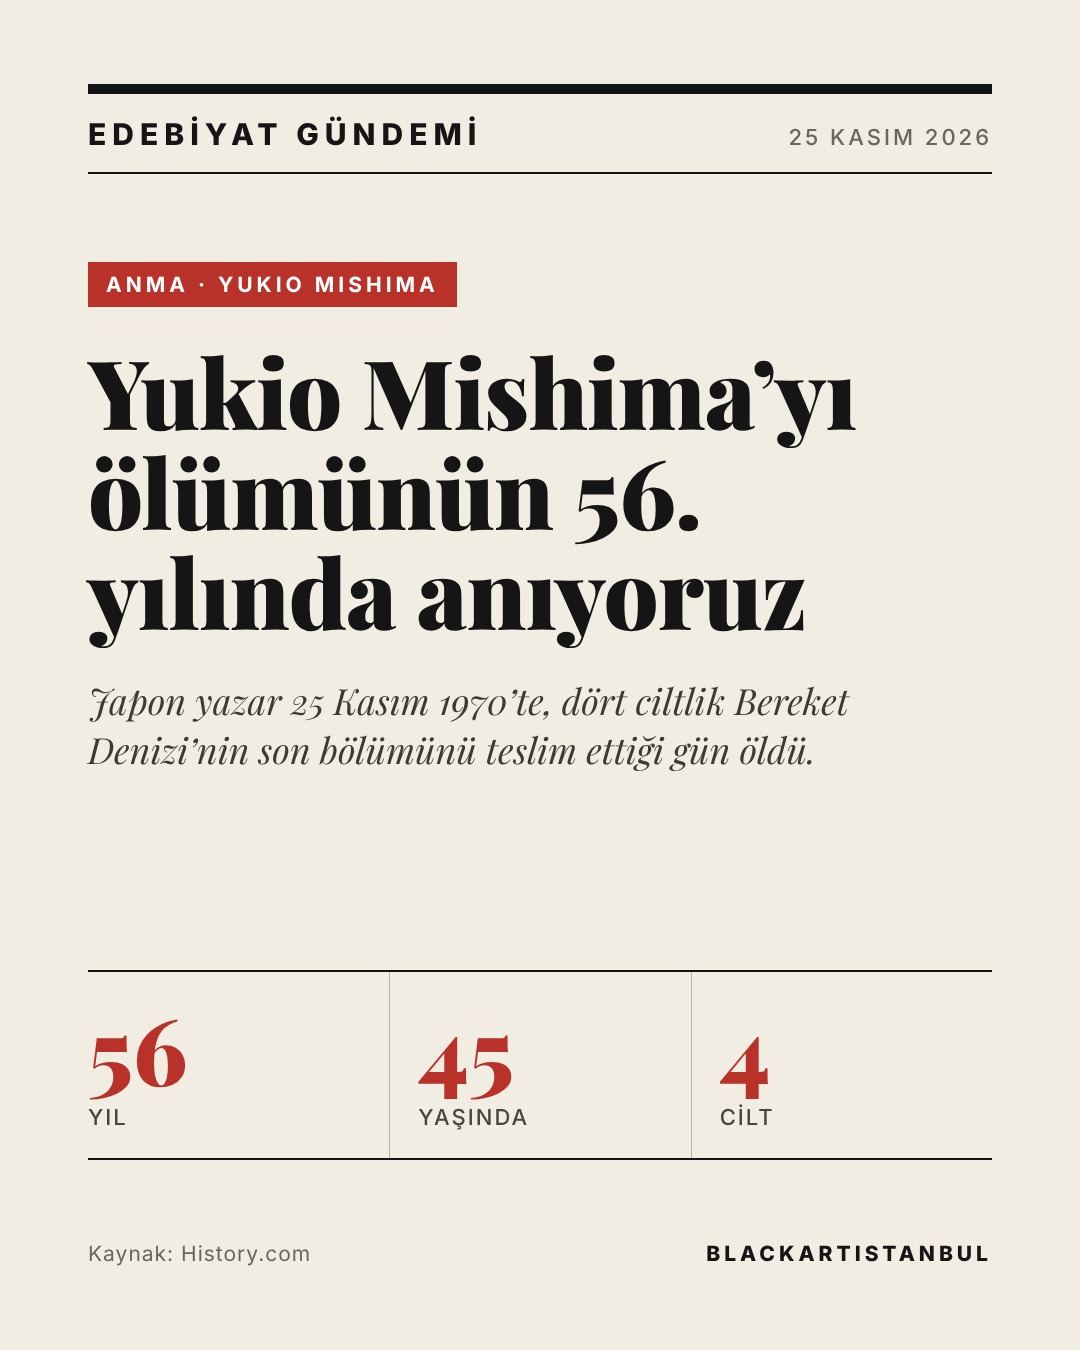 EDEBİYAT GÜNDEMİ
25 KASIM 2026
ANMA · YUKIO MISHIMA
Yukio Mishima’yı
ölümünün 56.
yılında anıyoruz
Japon yazar 25 Kasım 1970’te, dört ciltlik Bereket
Denizi’nin son bölümünü teslim ettiği gün öldü.
56
YIL
45
YAŞINDA
4
CİLT
Kaynak: History.com
BLACKARTISTANBUL